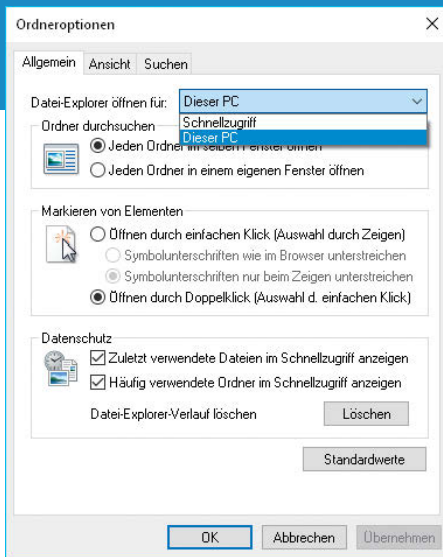 Ordneroptionen
Allgemein Ansicht Suchen
Datei-Explorer öffnen für: Dieser PC
Schnellzugriff
Dieser PC
Ordner durchsuchen
Jeden Ordner im selben Fenster öffnen
Jeden Ordner in einem eigenen Fenster öffnen
Markieren von Elementen
Öffnen durch einfachen Klick (Auswahl durch Zeigen)
Symbolunterschriften wie im Browser unterstreichen
Symbolunterschriften nur beim Zeigen unterstreichen
Öffnen durch Doppelklick (Auswahl d. einfachen Klick)
Datenschutz
Zuletzt verwendete Dateien im Schnellzugriff anzeigen
Häufig verwendete Ordner im Schnellzugriff anzeigen
Datei-Explorer-Verlauf löschen Löschen
Standardwerte
OK Abbrechen Übernehmen